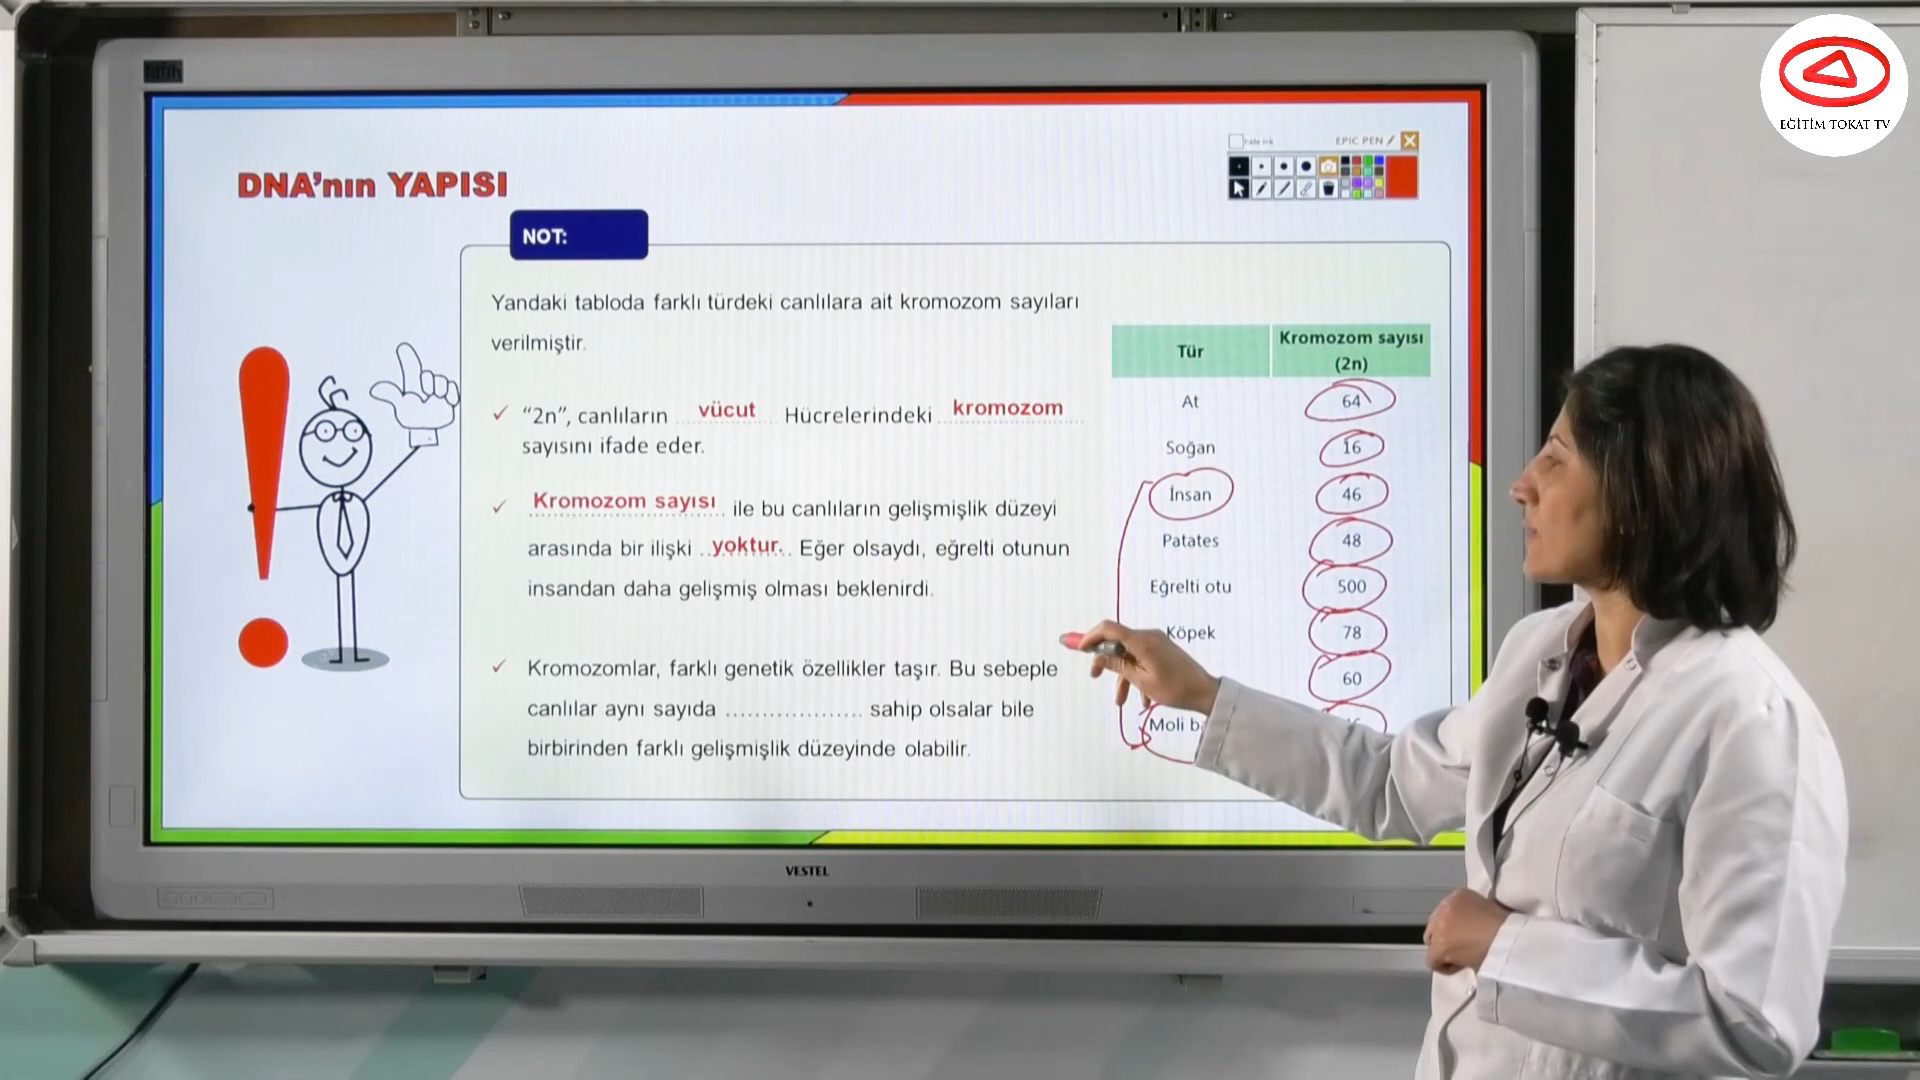 EĞİTİM TOKAT TV
fatih
hide ink
EPIC PEN
DNA'nın YAPISI
NOT:
Yandaki tabloda farklı türdeki canlılara ait kromozom sayıları
verilmiştir.
✓ “2n”, canlıların vücut Hücrelerindeki kromozom
sayısını ifade eder.
✓ Kromozom sayısı ile bu canlıların gelişmişlik düzeyi
arasında bir ilişki ..yoktur... Eğer olsaydı, eğrelti otunun
insandan daha gelişmiş olması beklenirdi.
✓ Kromozomlar, farklı genetik özellikler taşır. Bu sebeple
canlılar aynı sayıda .................... sahip olsalar bile
birbirinden farklı gelişmişlik düzeyinde olabilir.
Tür Kromozom sayısı
(2n)
At 64
Soğan 16
İnsan 46
Patates 48
Eğrelti otu 500
Köpek 78
60
Moli
VESTEL